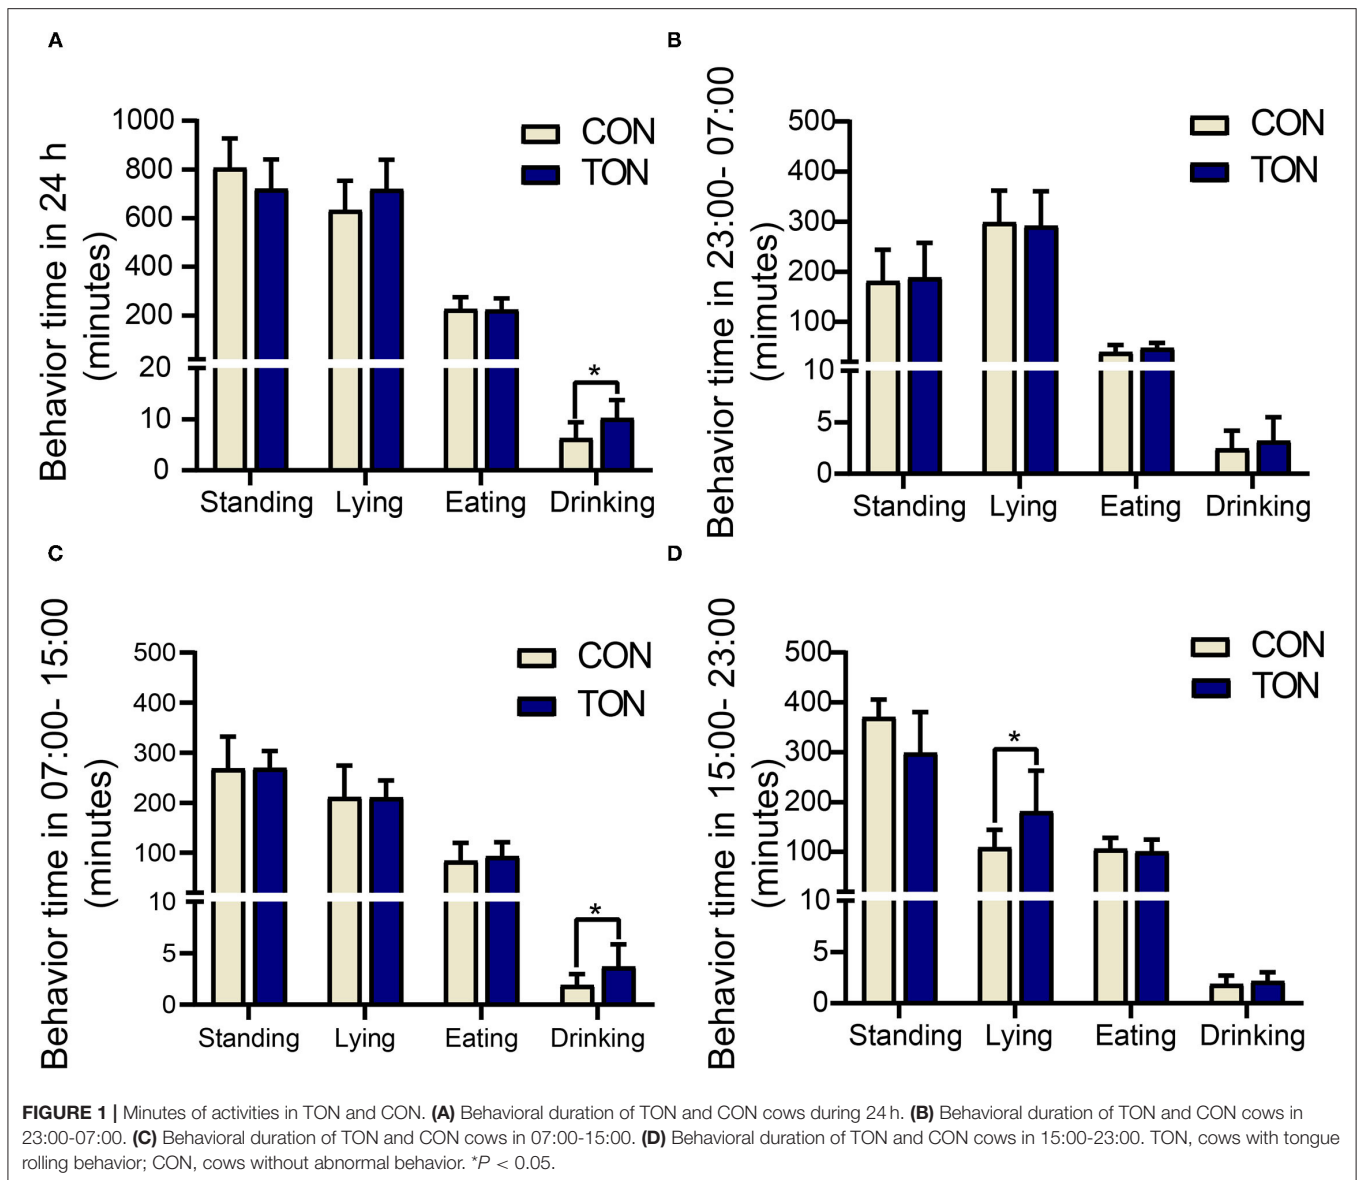 A
Behavior time in 24 h
(minutes)
1000
800
600
400
200
20
10
0
CON
TON
*
Standing Lying Eating Drinking
B
Behavior time in 23:00- 07:00
(mimutes)
500
400
300
200
100
10
5
0
CON
TON
Standing Lying Eating Drinking
C
Behavior time in 07:00- 15:00
(minutes)
500
400
300
200
100
10
5
0
CON
TON
*
Standing Lying Eating Drinking
D
Behavior time in 15:00- 23:00
(minutes)
500
400
300
200
100
10
5
0
CON
TON
*
Standing Lying Eating Drinking
FIGURE 1 | Minutes of activities in TON and CON. (A) Behavioral duration of TON and CON cows during 24 h. (B) Behavioral duration of TON and CON cows in
23:00-07:00. (C) Behavioral duration of TON and CON cows in 07:00-15:00. (D) Behavioral duration of TON and CON cows in 15:00-23:00. TON, cows with tongue
rolling behavior; CON, cows without abnormal behavior. *P < 0.05.